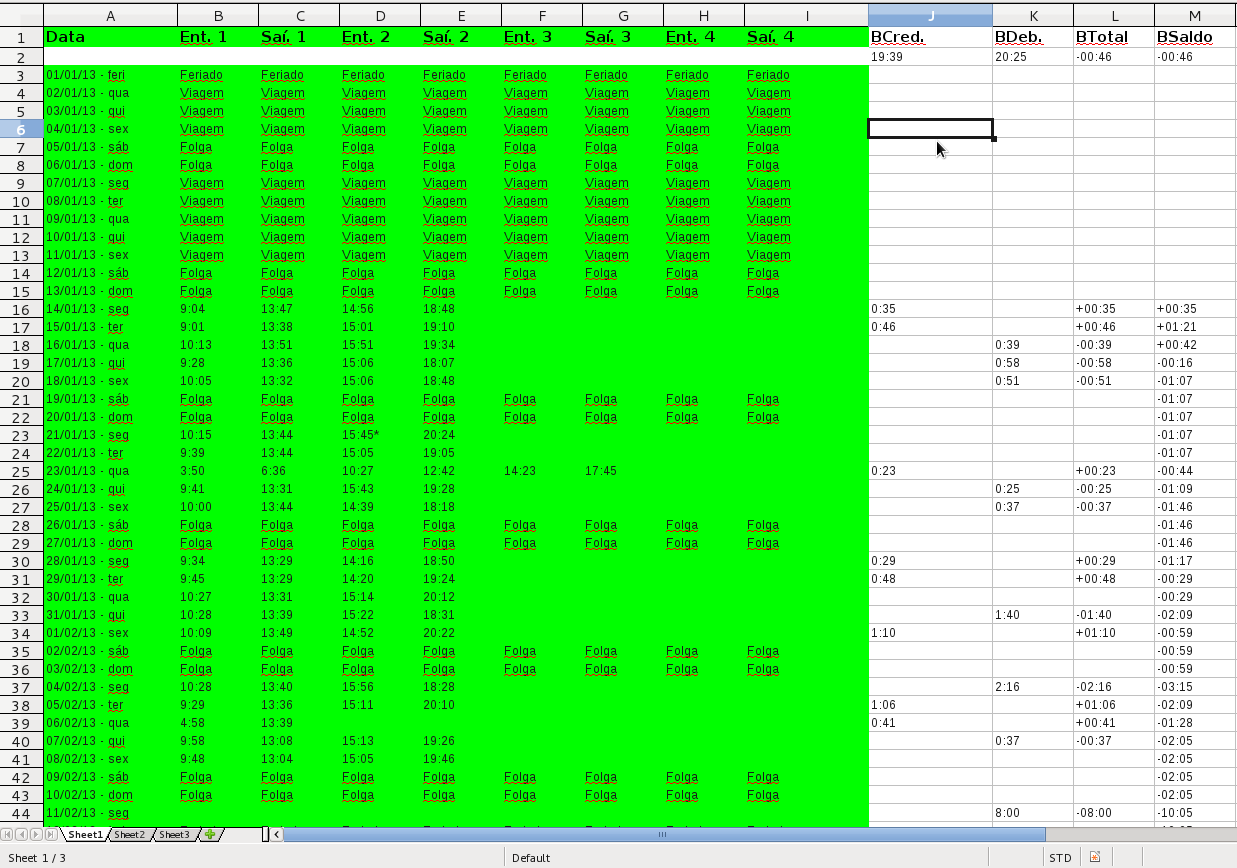 A B C D E F G H I J K L M
1 Data Ent. 1 Saí. 1 Ent. 2 Saí. 2 Ent. 3 Saí. 3 Ent. 4 Saí. 4 BCred. BDeb. BTotal BSaldo
2 19:39 20:25 -00:46 -00:46
3 01/01/13 - feri Feriado Feriado Feriado Feriado Feriado Feriado Feriado Feriado
4 02/01/13 - qua Viagem Viagem Viagem Viagem Viagem Viagem Viagem Viagem
5 03/01/13 - qui Viagem Viagem Viagem Viagem Viagem Viagem Viagem Viagem
6 04/01/13 - sex Viagem Viagem Viagem Viagem Viagem Viagem Viagem Viagem
7 05/01/13 - sáb Folga Folga Folga Folga Folga Folga Folga Folga
8 06/01/13 - dom Folga Folga Folga Folga Folga Folga Folga Folga
9 07/01/13 - seg Viagem Viagem Viagem Viagem Viagem Viagem Viagem Viagem
10 08/01/13 - ter Viagem Viagem Viagem Viagem Viagem Viagem Viagem Viagem
11 09/01/13 - qua Viagem Viagem Viagem Viagem Viagem Viagem Viagem Viagem
12 10/01/13 - qui Viagem Viagem Viagem Viagem Viagem Viagem Viagem Viagem
13 11/01/13 - sex Viagem Viagem Viagem Viagem Viagem Viagem Viagem Viagem
14 12/01/13 - sáb Folga Folga Folga Folga Folga Folga Folga Folga
15 13/01/13 - dom Folga Folga Folga Folga Folga Folga Folga Folga
16 14/01/13 - seg 9:04 13:47 14:56 18:48 0:35 +00:35 +00:35
17 15/01/13 - ter 9:01 13:38 15:01 19:10 0:46 +00:46 +01:21
18 16/01/13 - qua 10:13 13:51 15:51 19:34 0:39 -00:39 +00:42
19 17/01/13 - qui 9:28 13:36 15:06 18:07 0:58 -00:58 -00:16
20 18/01/13 - sex 10:05 13:32 15:06 18:48 0:51 -00:51 -01:07
21 19/01/13 - sáb Folga Folga Folga Folga Folga Folga Folga Folga -01:07
22 20/01/13 - dom Folga Folga Folga Folga Folga Folga Folga Folga -01:07
23 21/01/13 - seg 10:15 13:44 15:45* 20:24 -01:07
24 22/01/13 - ter 9:39 13:44 15:05 19:05 -01:07
25 23/01/13 - qua 3:50 6:36 10:27 12:42 14:23 17:45 0:23 +00:23 -00:44
26 24/01/13 - qui 9:41 13:31 15:43 19:28 0:25 -00:25 -01:09
27 25/01/13 - sex 10:00 13:44 14:39 18:18 0:37 -00:37 -01:46
28 26/01/13 - sáb Folga Folga Folga Folga Folga Folga Folga Folga -01:46
29 27/01/13 - dom Folga Folga Folga Folga Folga Folga Folga Folga -01:46
30 28/01/13 - seg 9:34 13:29 14:16 18:50 0:29 +00:29 -01:17
31 29/01/13 - ter 9:45 13:29 14:20 19:24 0:48 +00:48 -00:29
32 30/01/13 - qua 10:27 13:31 15:14 20:12 -00:29
33 31/01/13 - qui 10:28 13:39 15:22 18:31 1:40 -01:40 -02:09
34 01/02/13 - sex 10:09 13:49 14:52 20:22 1:10 +01:10 -00:59
35 02/02/13 - sáb Folga Folga Folga Folga Folga Folga Folga Folga -00:59
36 03/02/13 - dom Folga Folga Folga Folga Folga Folga Folga Folga -00:59
37 04/02/13 - seg 10:28 13:40 15:56 18:28 2:16 -02:16 -03:15
38 05/02/13 - ter 9:29 13:36 15:11 20:10 1:06 +01:06 -02:09
39 06/02/13 - qua 4:58 13:39 0:41 +00:41 -01:28
40 07/02/13 - qui 9:58 13:08 15:13 19:26 0:37 -00:37 -02:05
41 08/02/13 - sex 9:48 13:04 15:05 19:46 -02:05
42 09/02/13 - sáb Folga Folga Folga Folga Folga Folga Folga Folga -02:05
43 10/02/13 - dom Folga Folga Folga Folga Folga Folga Folga Folga -02:05
44 11/02/13 - seg 8:00 -08:00 -10:05
Sheet1 Sheet2 Sheet3
Sheet 1 / 3 Default STD